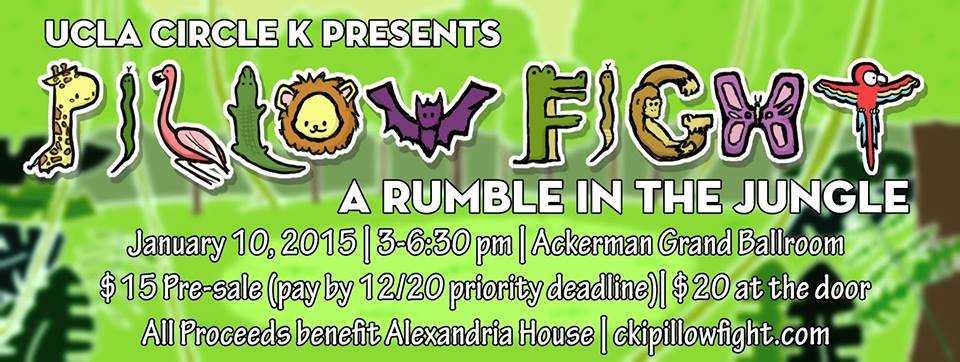 UCLA CIRCLE K PRESENTS
PILLOW FIGHT
A RUMBLE IN THE JUNGLE
January 10, 2015 | 3-6:30 pm | Ackerman Grand Ballroom
$15 Pre-sale (pay by 12/20 priority deadline)| $20 at the door
All Proceeds benefit Alexandria House | ckipillowfight.com